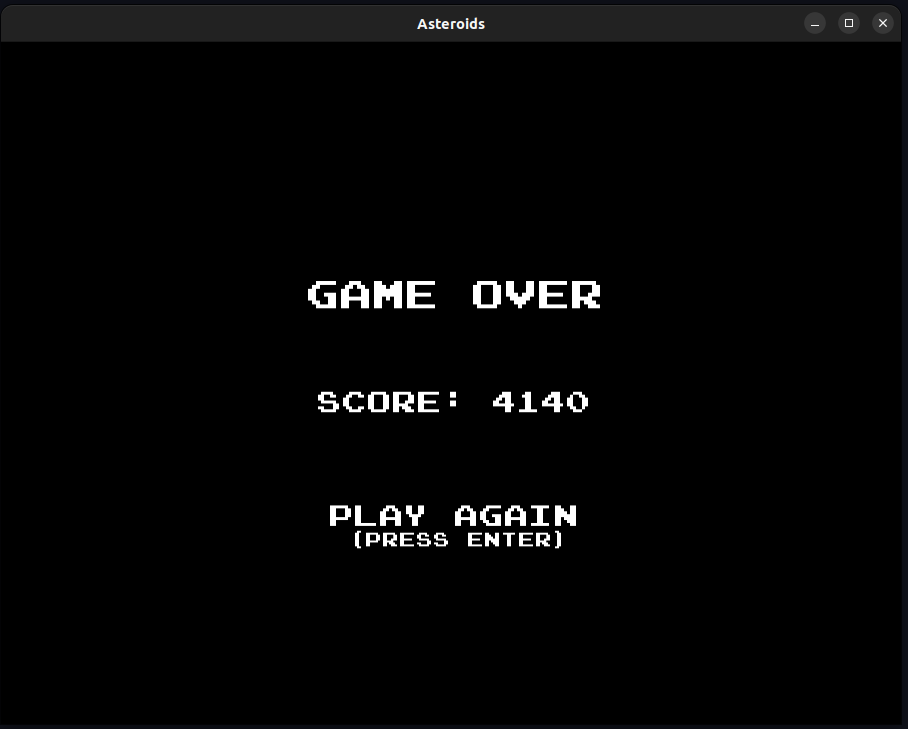 Asteroids
GAME OVER
SCORE: 4140
PLAY AGAIN
(PRESS ENTER)